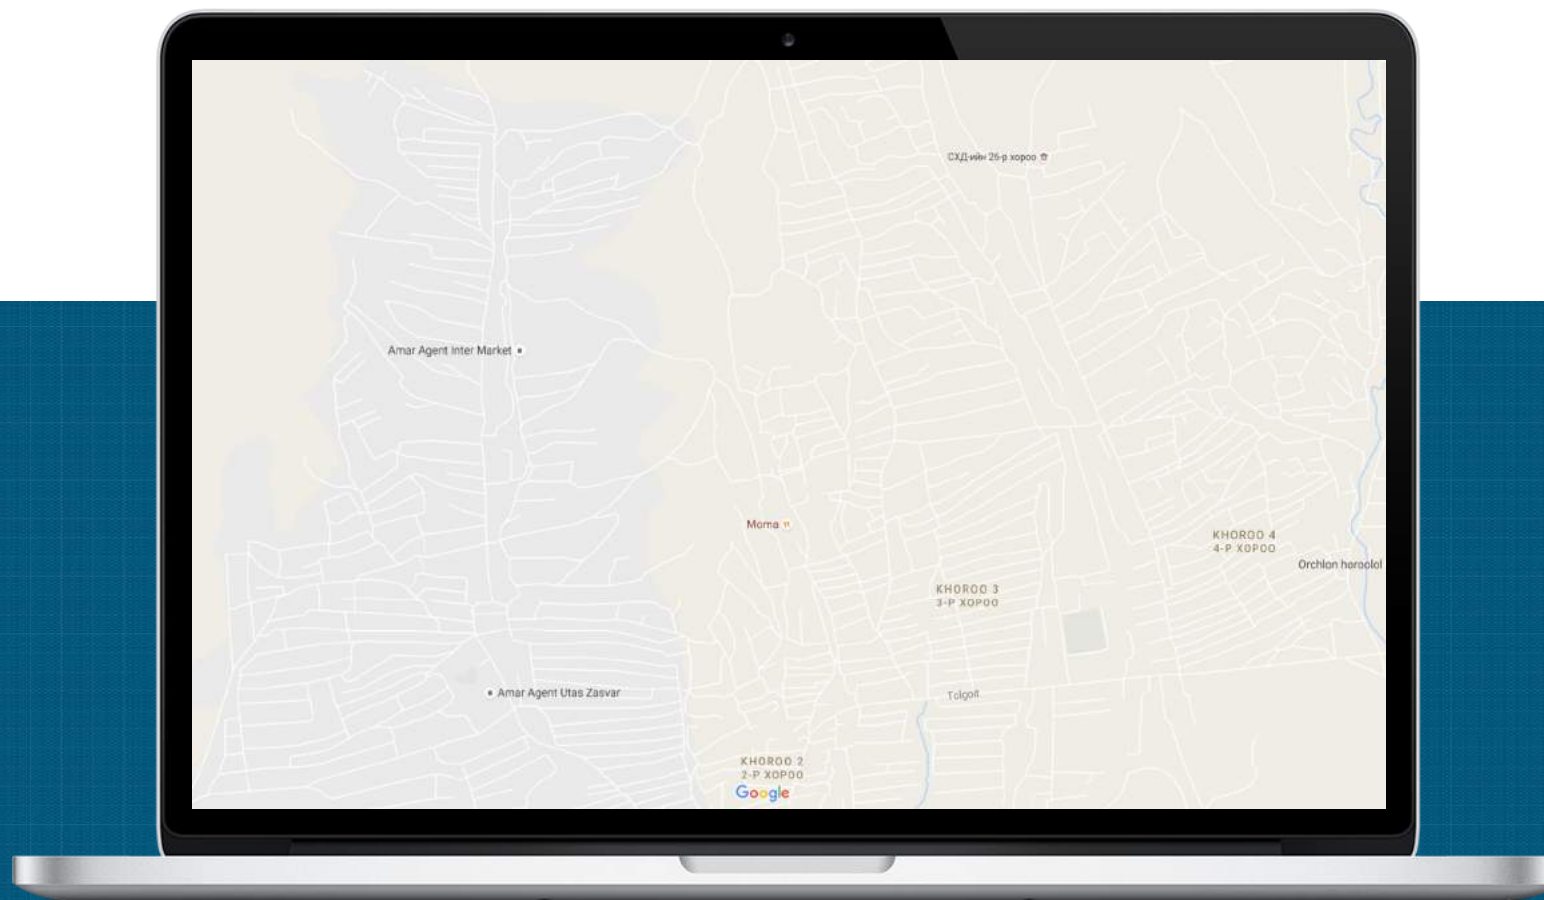 СХД-ийн 26-р хороо
Amar Agent Inter Market
Moma
KHOROO 4
4-Р ХОРОО
Orchlon horoolol
KHOROO 3
3-Р ХОРОО
Amar Agent Utas Zasvar
Tolgoit
KHOROO 2
2-Р ХОРОО
Google